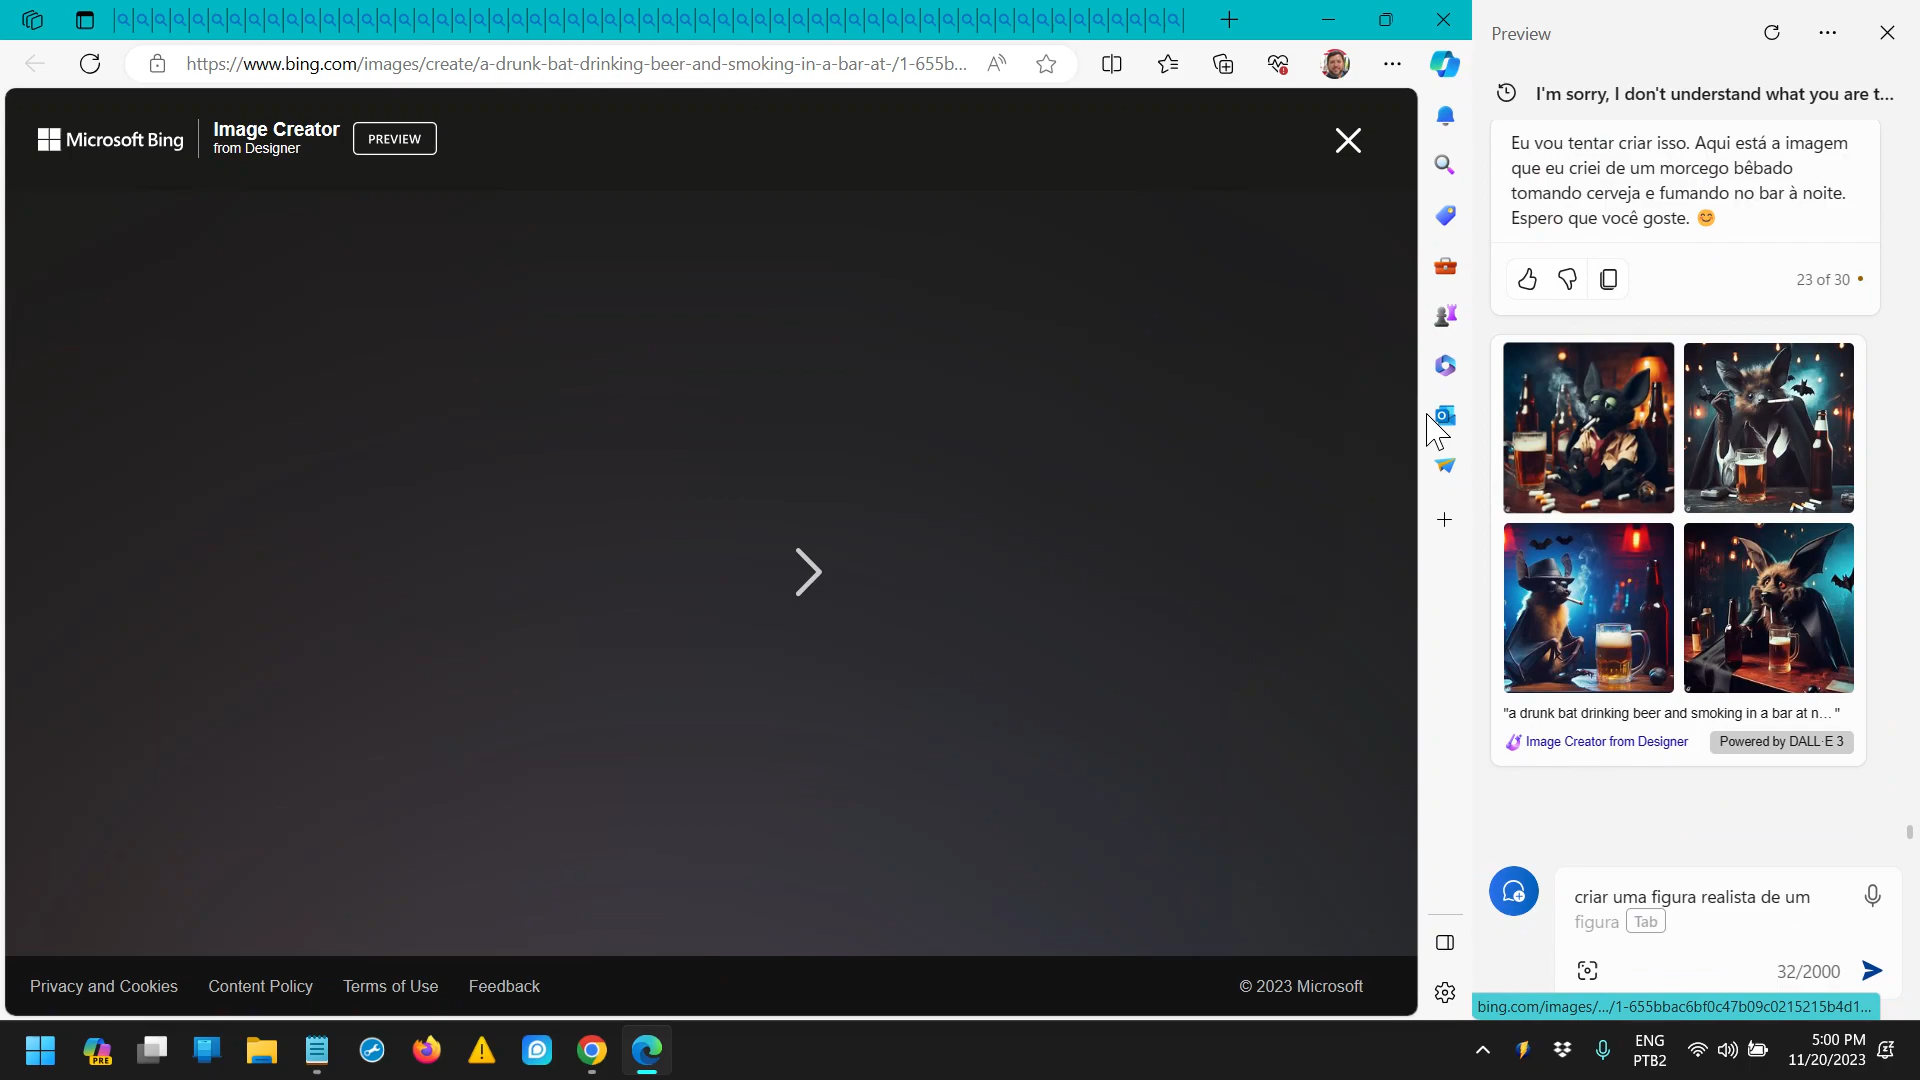 https://www.bing.com/images/create/a-drunk-bat-drinking-beer-and-smoking-in-a-bar-at-/1-655b...
Microsoft Bing
Image Creator
from Designer
PREVIEW
Privacy and Cookies
Content Policy
Terms of Use
Feedback
© 2023 Microsoft
Preview
I'm sorry, I don't understand what you are t...
Eu vou tentar criar isso. Aqui está a imagem
que eu criei de um morcego bêbado
tomando cerveja e fumando no bar à noite.
Espero que você goste. 😊
23 of 30
"a drunk bat drinking beer and smoking in a bar at n... "
Image Creator from Designer
Powered by DALL·E 3
criar uma figura realista de um
figura Tab
32/2000
bing.com/images/.../1-655bbac6bf0c47b09c0215215b4d1...
PRE
ENG
PTB2
5:00 PM
11/20/2023